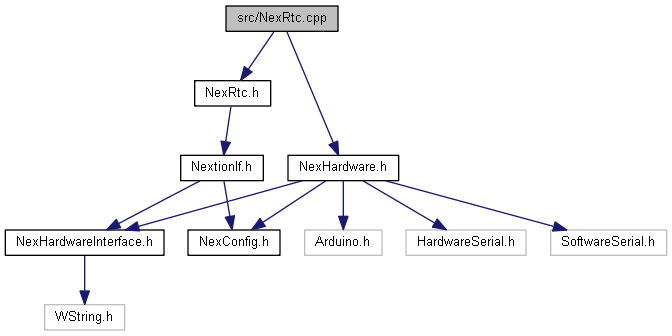 src/NexRtc.cpp
NexRtc.h
NextionIf.h
NexHardware.h
NexHardwareInterface.h
NexConfig.h
Arduino.h
HardwareSerial.h
SoftwareSerial.h
WString.h